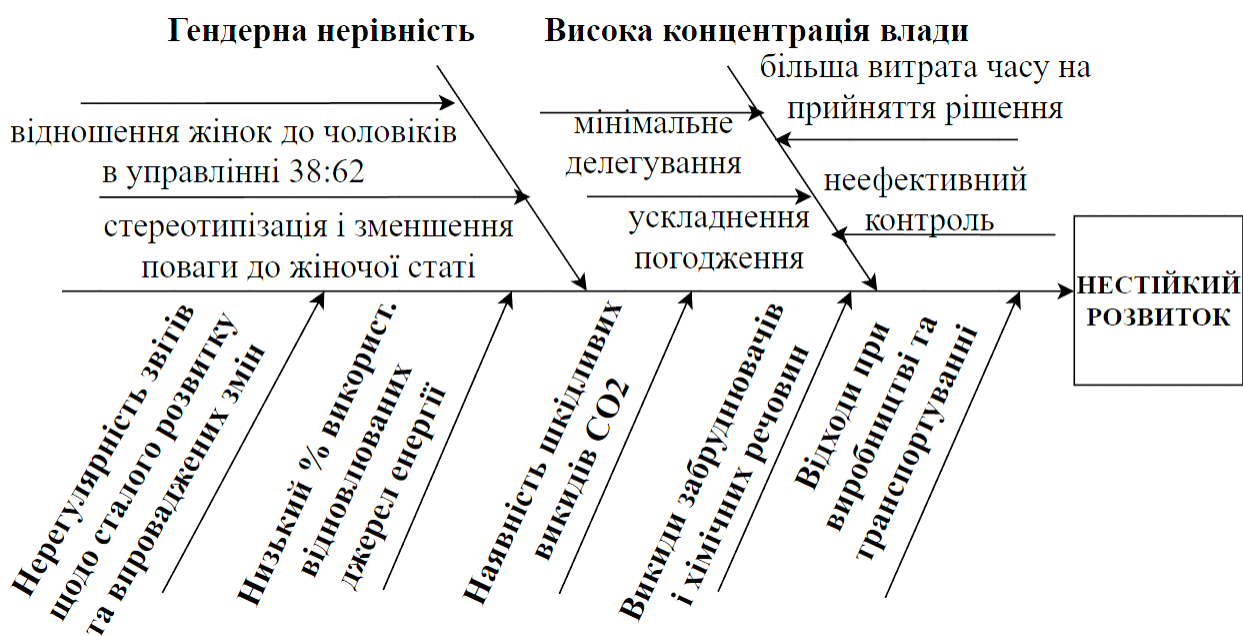 Гендерна нерівність
Висока концентрація влади
відношення жінок до чоловіків
в управлінні 38:62
стереотипізація і зменшення
поваги до жіночої статі
мінімальне
делегування
ускладнення
погодження
більша витрата часу на
прийняття рішення
неефективний
контроль
НЕСТІЙКИЙ
РОЗВИТОК
Нерегулярність звітів
щодо сталого розвитку
та впроваджених змін
Низький % використ.
відновлюваних
джерел енергії
Наявність шкідливих
викидів СО2
Викиди забруднювачів
і хімічних речовин
Відходи при
виробництві та
транспортуванні